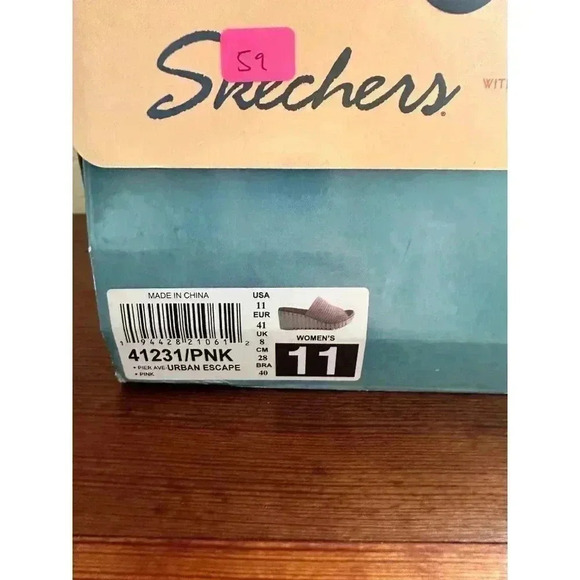 59
Skechers
WIT
MADE IN CHINA
1 94428 21061 2
41231/PNK
• PIER AVE-URBAN ESCAPE
• PINK
USA
11
EUR
41
UK
8
CM
28
BRA
40
WOMEN'S
11